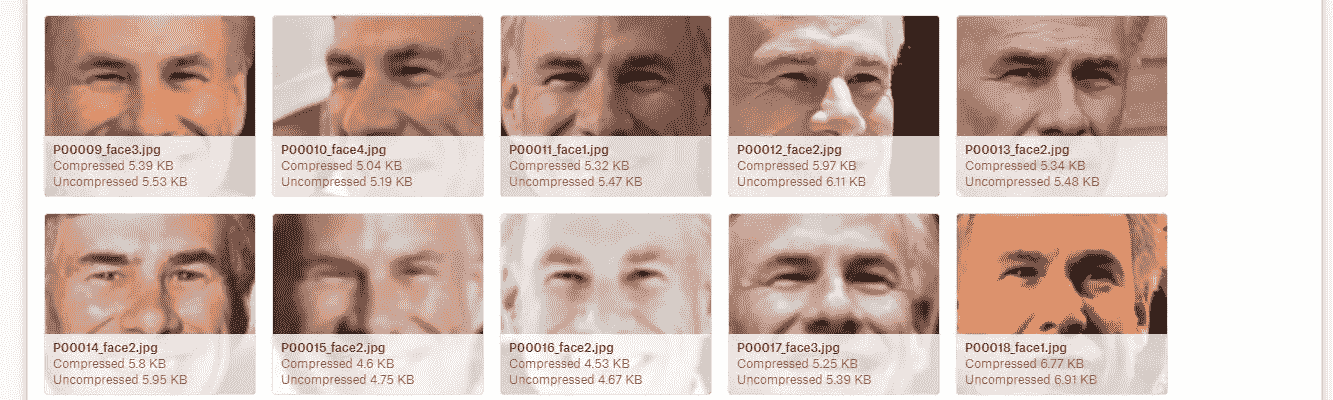 P00009_face3.jpg
Compressed 5.39 KB
Uncompressed 5.53 KB
P00010_face4.jpg
Compressed 5.04 KB
Uncompressed 5.19 KB
P00011_face1.jpg
Compressed 5.32 KB
Uncompressed 5.47 KB
P00012_face2.jpg
Compressed 5.97 KB
Uncompressed 6.11 KB
P00013_face2.jpg
Compressed 5.34 KB
Uncompressed 5.48 KB
P00014_face2.jpg
Compressed 5.8 KB
Uncompressed 5.95 KB
P00015_face2.jpg
Compressed 4.6 KB
Uncompressed 4.75 KB
P00016_face2.jpg
Compressed 4.53 KB
Uncompressed 4.67 KB
P00017_face3.jpg
Compressed 5.25 KB
Uncompressed 5.39 KB
P00018_face1.jpg
Compressed 6.77 KB
Uncompressed 6.91 KB